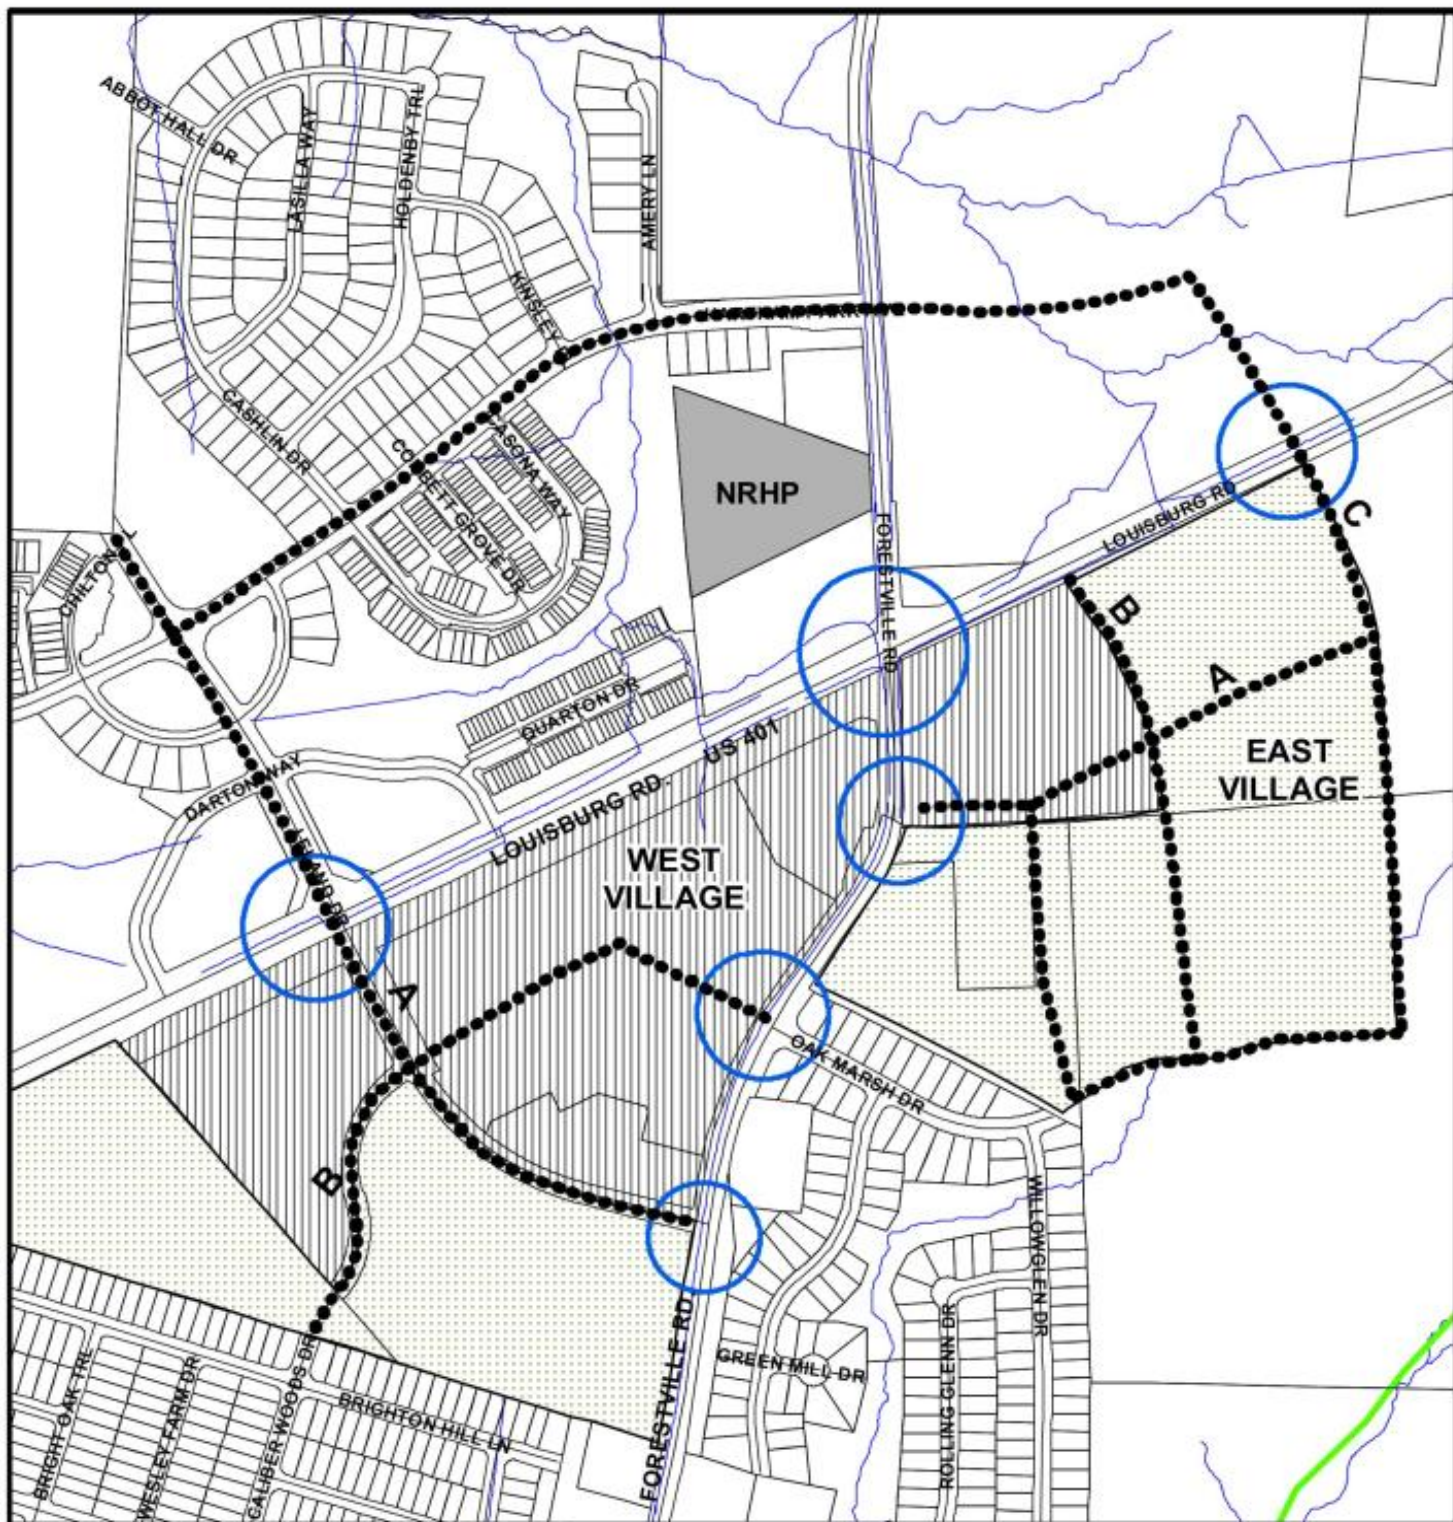 ABBOT HALL DR
LASILLA WAY
HOLDENBY TRL
AMERY LN
KINSLEY
CASHLIN DR
CORBETT GROVE DR
CASONA WAY
NRHP
FORESTVILLE RD
LOUISBURG RD
C
B
A
EAST
VILLAGE
CHILTON
DARTON WAY
QUARTON DR
LOUISBURG RD.
US 401
WEST
VILLAGE
A
B
OAK MARSH DR
WILLOWGLEN DR
GREEN MILL DR
ROLLING GLENN DR
FORESTVILLE RD.
BRIGHT OAK TRL
WESLEY FARM DR
CALIBERWOODS DR
BRIGHTON HILL LN